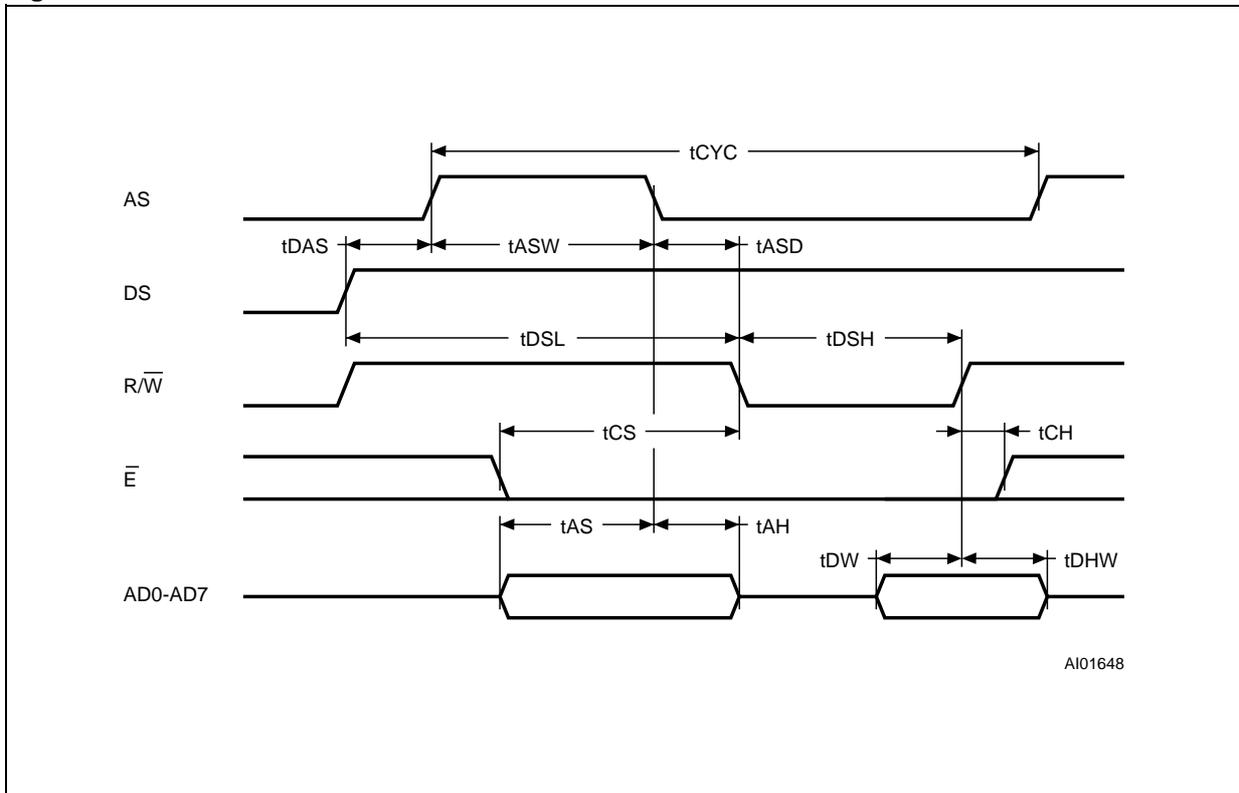 tCYC
AS
tDAS tASW tASD
DS
tDSL tDSH
R/W̅
tCS tCH
E̅
tAS tAH
tDW tDHW
AD0-AD7
AI01648